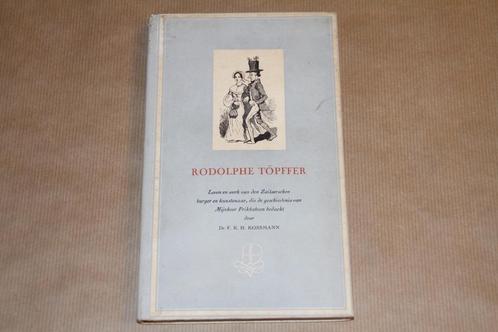 RODOLPHE TÖPFFER
Leven en werk van den Zwitserschen
burger en kunstenaar, die de geschiedenis van
Mijnheer Prikkebeen bedacht
door
Dr. F. K. H. KOSSMANN